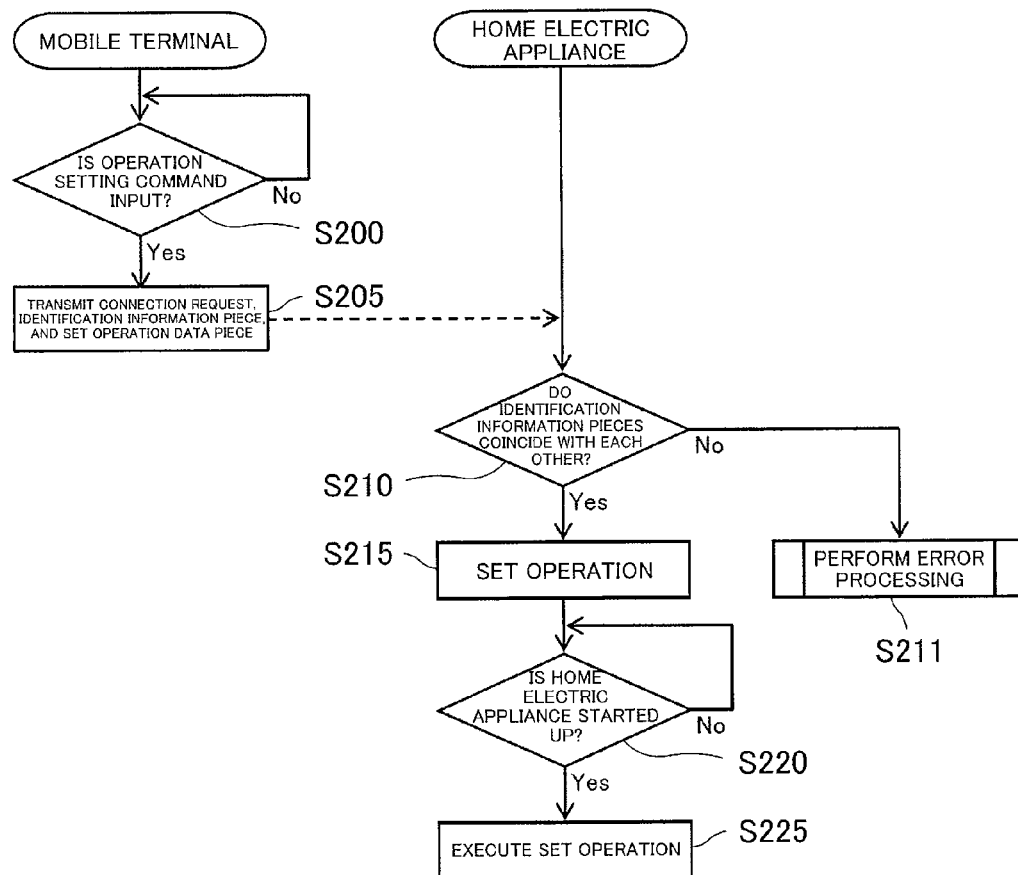 MOBILE TERMINAL
HOME ELECTRIC
APPLIANCE
IS OPERATION
SETTING COMMAND
INPUT?
No
S200
Yes
S205
TRANSMIT CONNECTION REQUEST,
IDENTIFICATION INFORMATION PIECE,
AND SET OPERATION DATA PIECE
DO
IDENTIFICATION
INFORMATION PIECES
COINCIDE WITH EACH
OTHER?
No
S210
Yes
S215
SET OPERATION
PERFORM ERROR
PROCESSING
S211
IS HOME
ELECTRIC
APPLIANCE STARTED
UP?
No
S220
Yes
S225
EXECUTE SET OPERATION